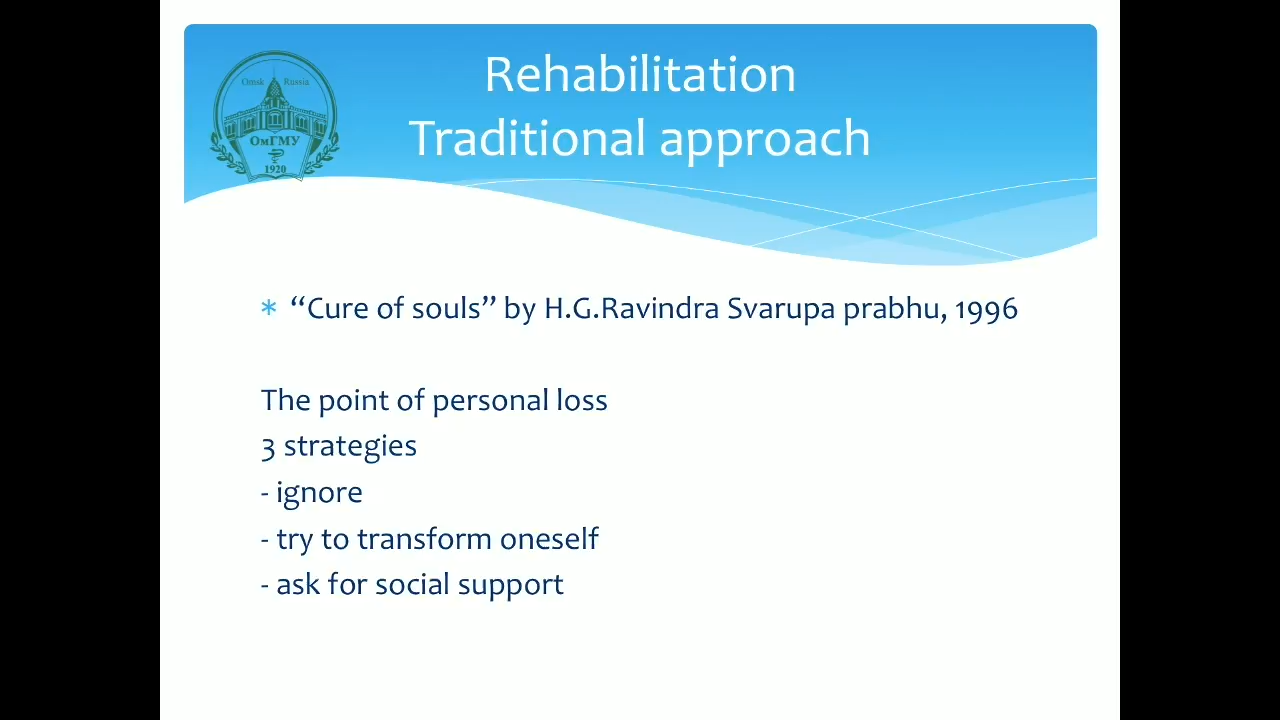 Rehabilitation
Traditional approach
Omsk Russia
ОмГМУ
1920
* “Cure of souls” by H.G.Ravindra Svarupa prabhu, 1996
The point of personal loss
3 strategies
- ignore
- try to transform oneself
- ask for social support